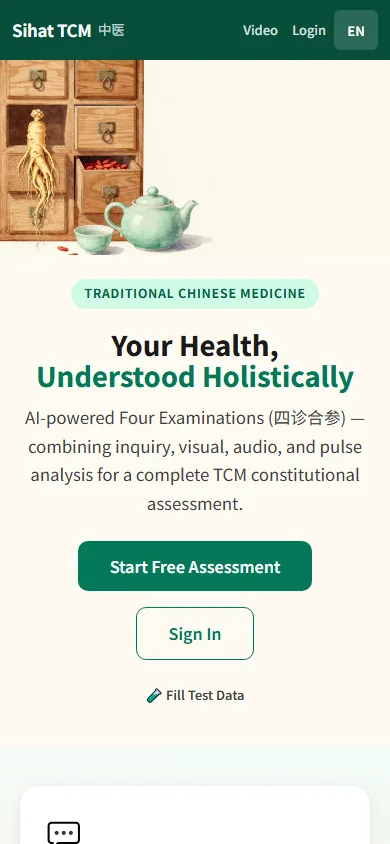 Sihat TCM 中医
Video
Login
EN
TRADITIONAL CHINESE MEDICINE
Your Health,
Understood Holistically
AI-powered Four Examinations (四诊合参) —
combining inquiry, visual, audio, and pulse
analysis for a complete TCM constitutional
assessment.
Start Free Assessment
Sign In
🧪 Fill Test Data